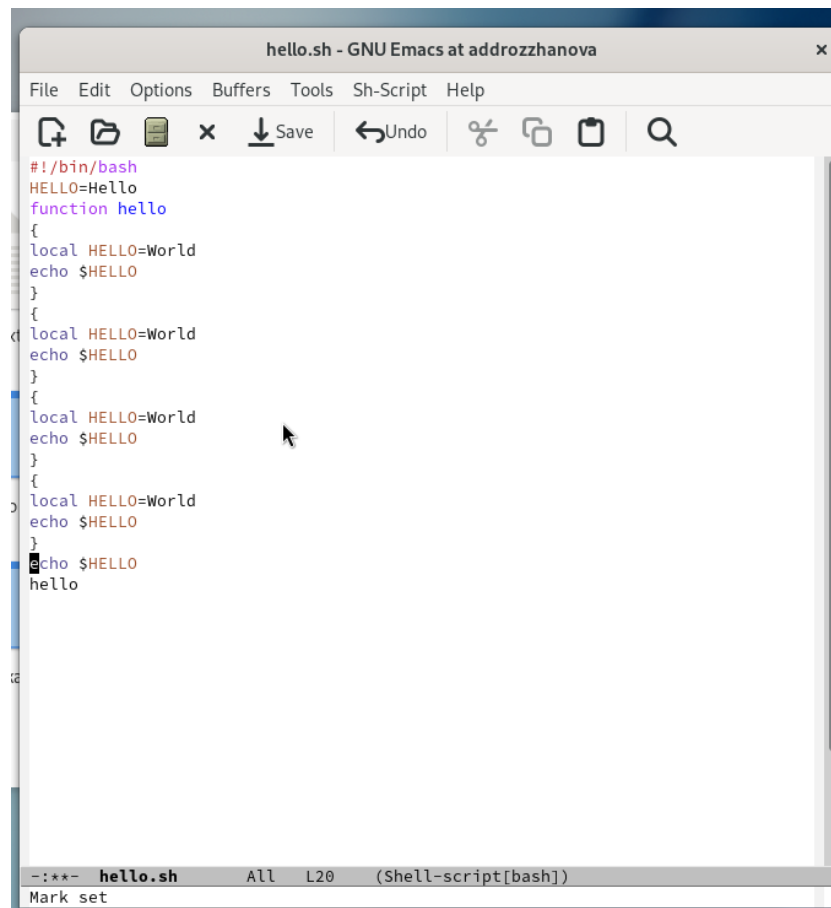 hello.sh - GNU Emacs at addrozzhanova
File Edit Options Buffers Tools Sh-Script Help
Save Undo
#!/bin/bash
HELLO=Hello
function hello
{
local HELLO=World
echo $HELLO
}
{
local HELLO=World
echo $HELLO
}
{
local HELLO=World
echo $HELLO
}
{
local HELLO=World
echo $HELLO
}
echo $HELLO
hello
-:**- hello.sh All L20 (Shell-script[bash])
Mark set